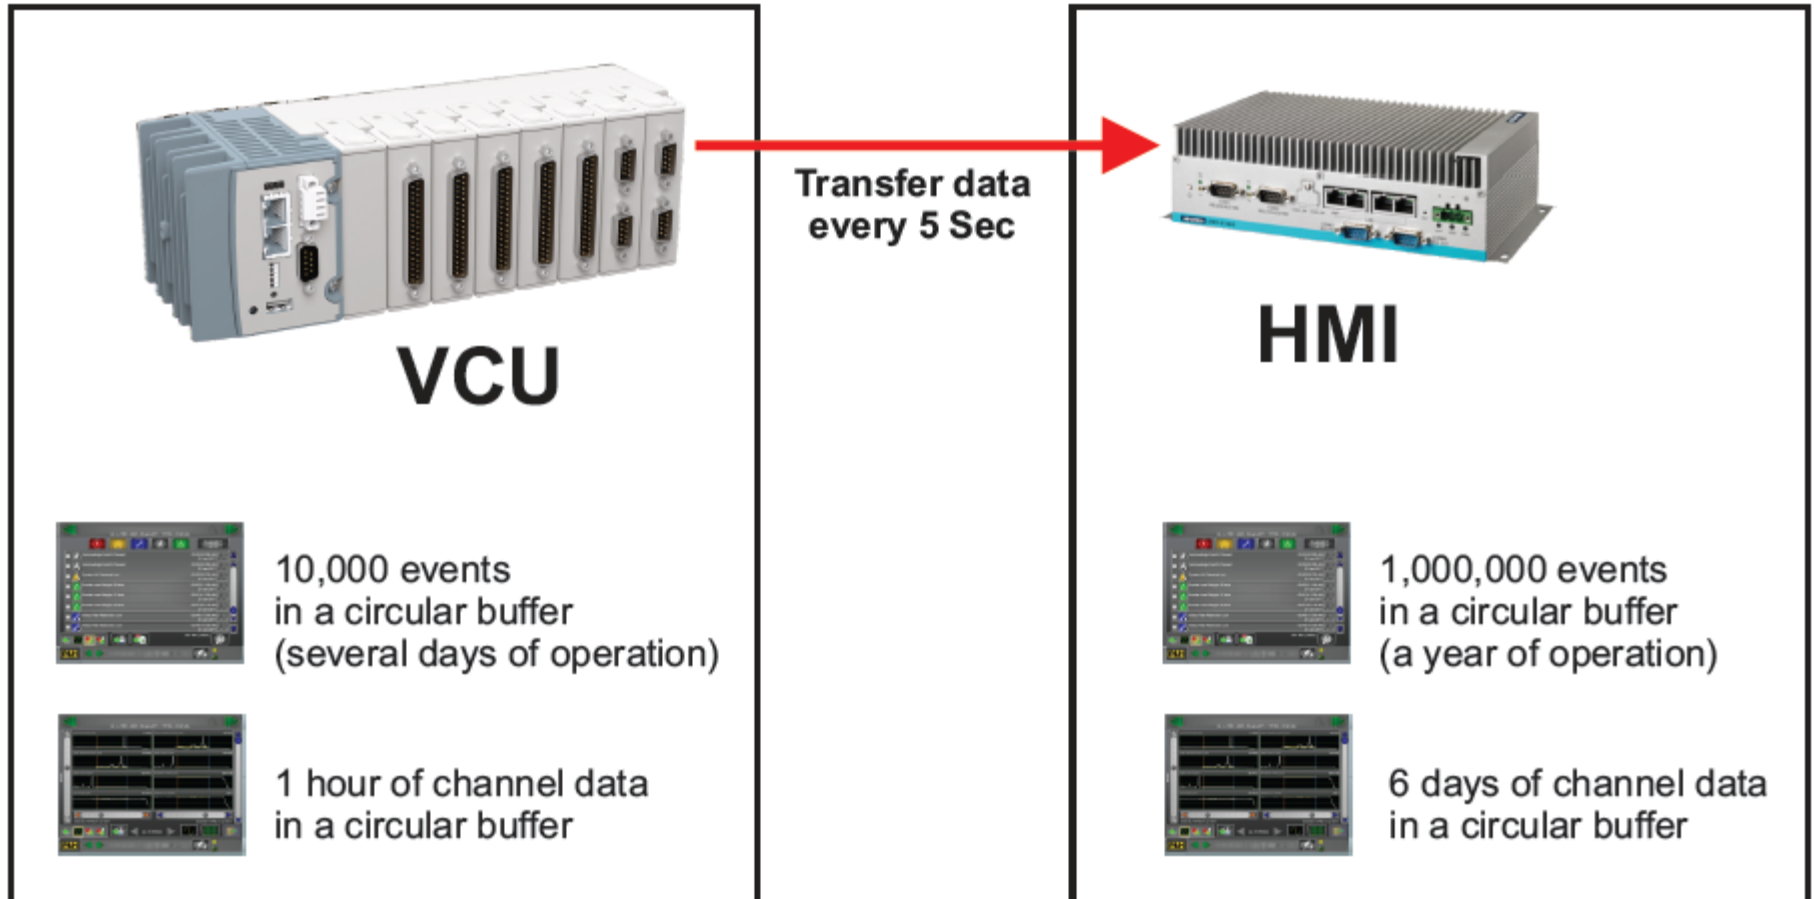 Transfer data
every 5 Sec
VCU
HMI
10,000 events
in a circular buffer
(several days of operation)
1 hour of channel data
in a circular buffer
1,000,000 events
in a circular buffer
(a year of operation)
6 days of channel data
in a circular buffer